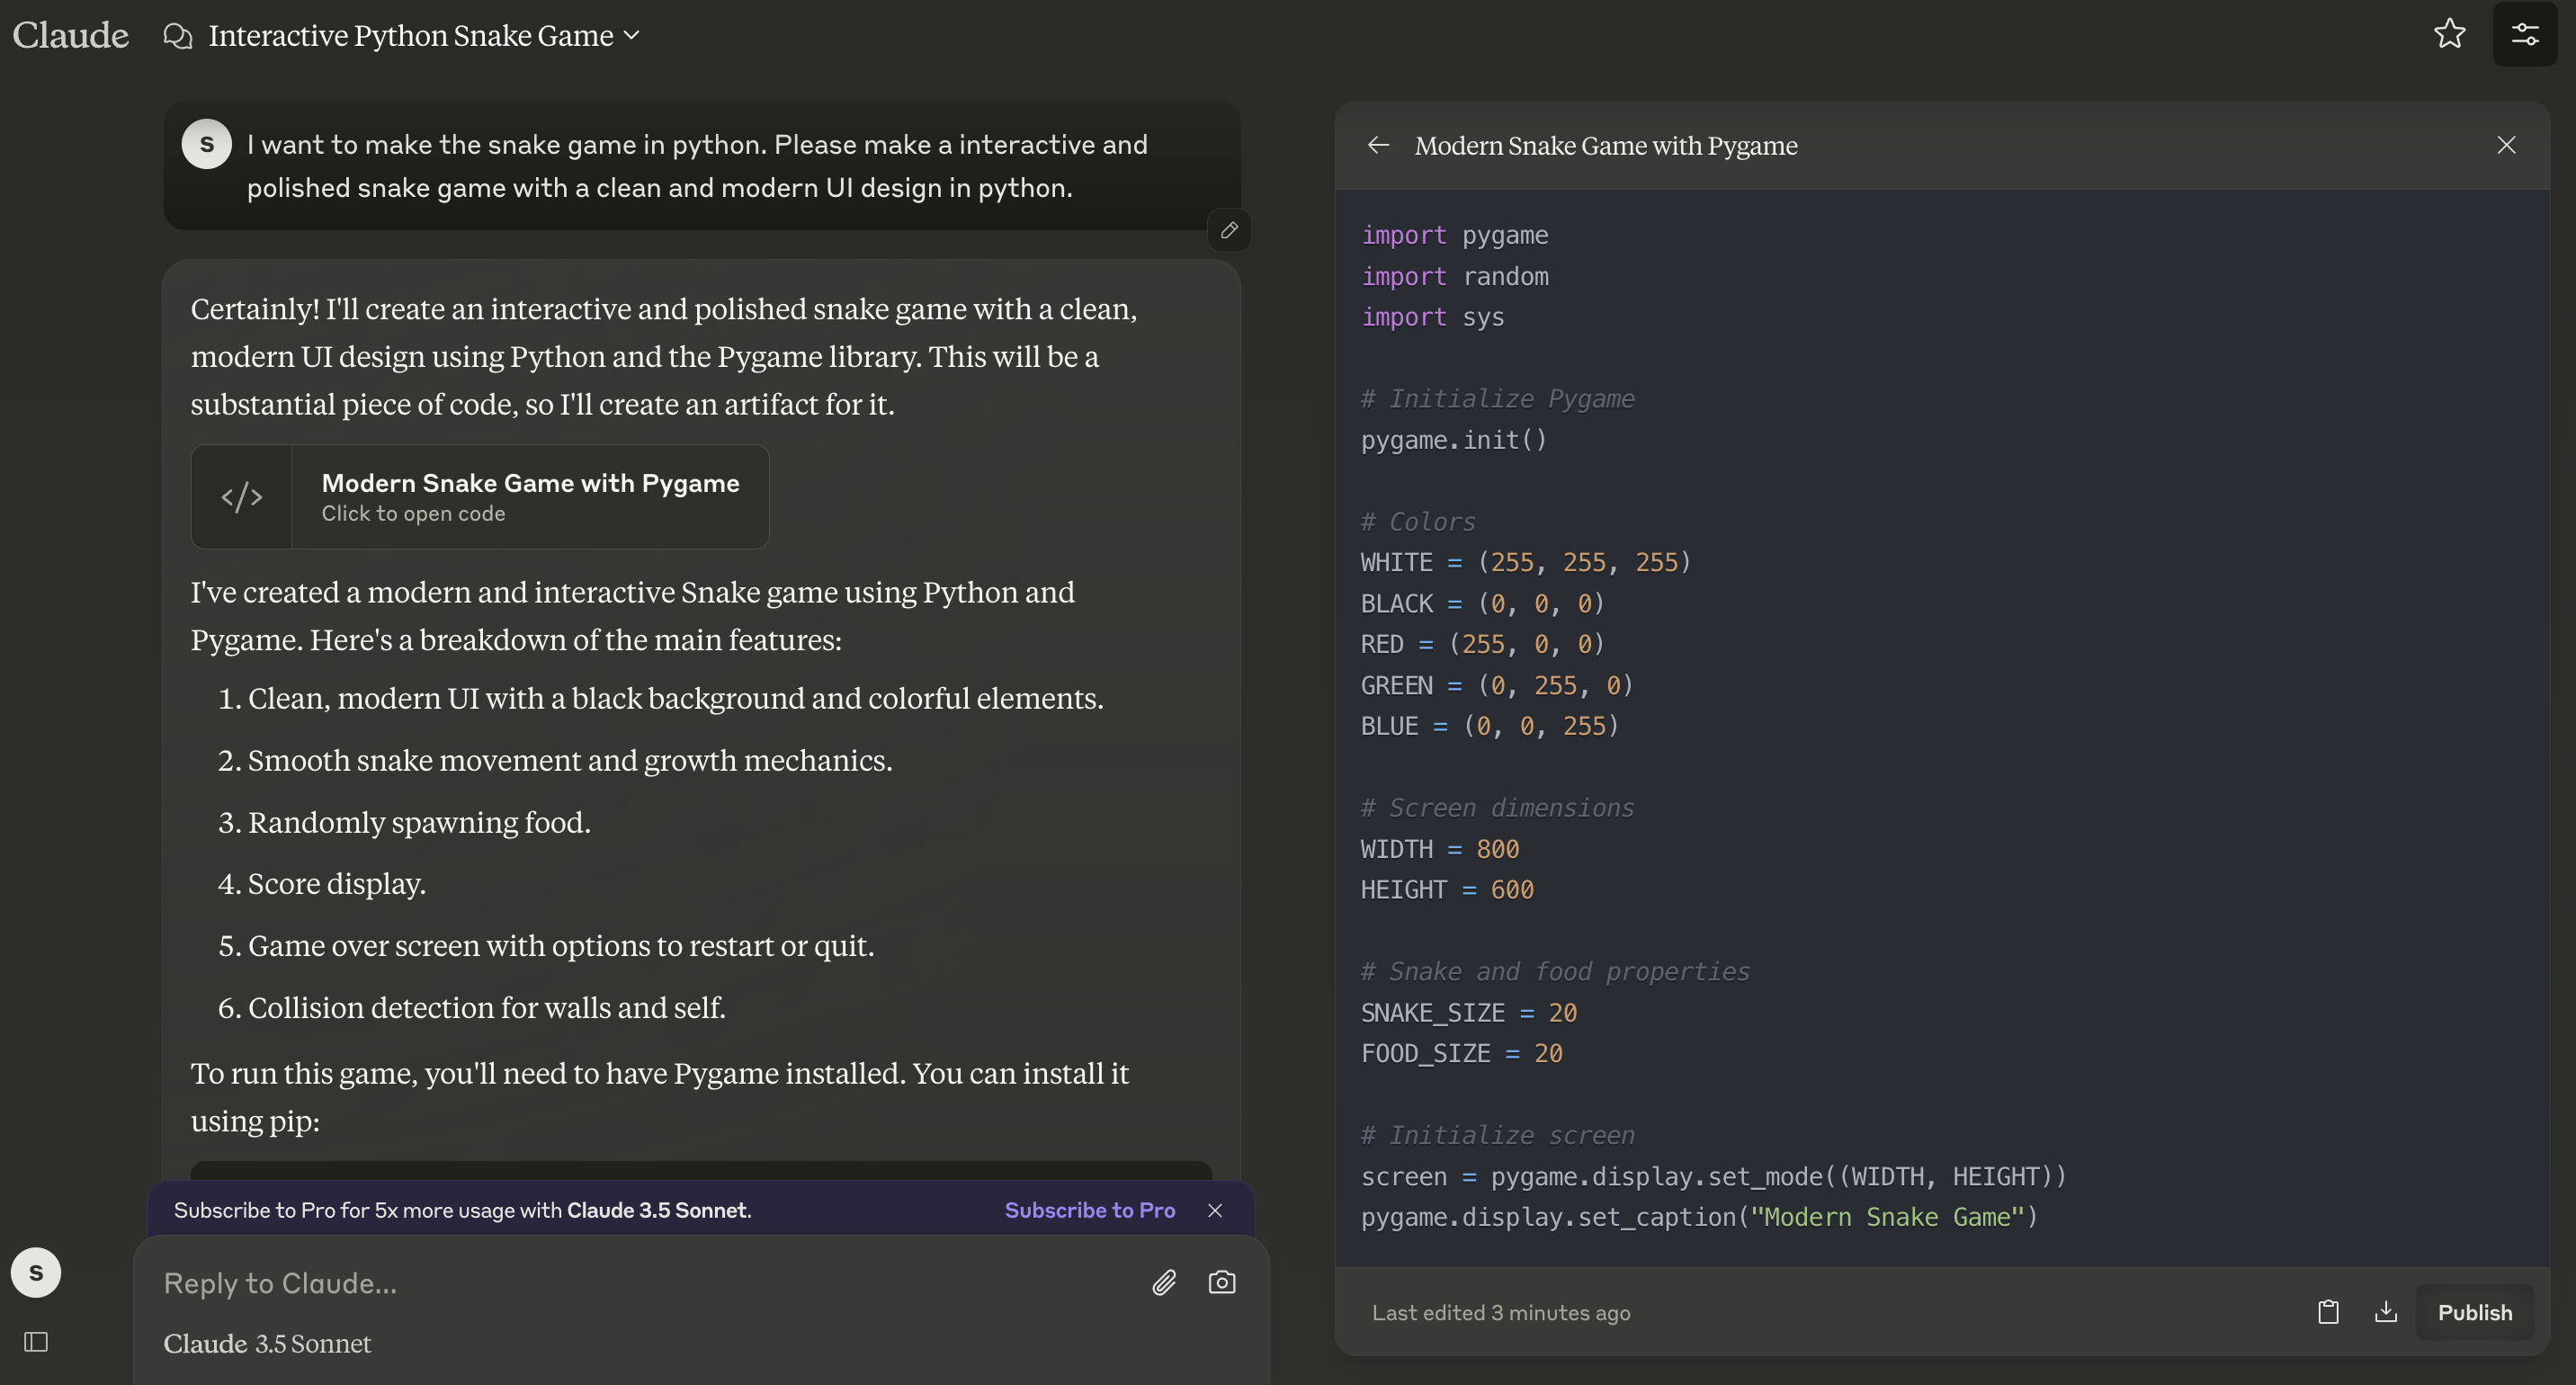 Claude
Interactive Python Snake Game
S
I want to make the snake game in python. Please make a interactive and
polished snake game with a clean and modern UI design in python.
Certainly! I'll create an interactive and polished snake game with a clean,
modern UI design using Python and the Pygame library. This will be a
substantial piece of code, so I'll create an artifact for it.
</>
Modern Snake Game with Pygame
Click to open code
I've created a modern and interactive Snake game using Python and
Pygame. Here's a breakdown of the main features:
1. Clean, modern UI with a black background and colorful elements.
2. Smooth snake movement and growth mechanics.
3. Randomly spawning food.
4. Score display.
5. Game over screen with options to restart or quit.
6. Collision detection for walls and self.
To run this game, you'll need to have Pygame installed. You can install it
using pip:
Subscribe to Pro for 5x more usage with Claude 3.5 Sonnet. Subscribe to Pro
S
Reply to Claude...
Claude 3.5 Sonnet
Modern Snake Game with Pygame
import pygame
import random
import sys
# Initialize Pygame
pygame.init()
# Colors
WHITE = (255, 255, 255)
BLACK = (0, 0, 0)
RED = (255, 0, 0)
GREEN = (0, 255, 0)
BLUE = (0, 0, 255)
# Screen dimensions
WIDTH = 800
HEIGHT = 600
# Snake and food properties
SNAKE_SIZE = 20
FOOD_SIZE = 20
# Initialize screen
screen = pygame.display.set_mode((WIDTH, HEIGHT))
pygame.display.set_caption("Modern Snake Game")
Last edited 3 minutes ago
Publish